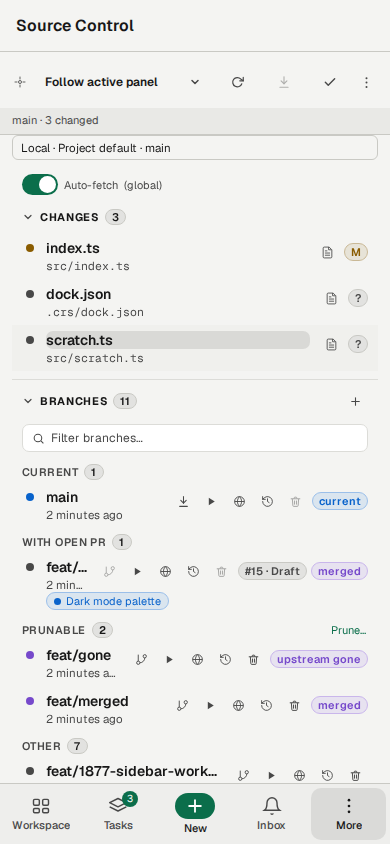 Source Control
Follow active panel
main · 3 changed
Local · Project default · main
Auto-fetch (global)
CHANGES 3
index.ts M
src/index.ts
dock.json ?
.crs/dock.json
scratch.ts ?
src/scratch.ts
BRANCHES 11
Filter branches…
CURRENT 1
main current
2 minutes ago
WITH OPEN PR 1
feat/… #15 · Draft merged
2 min…
Dark mode palette
PRUNABLE 2 Prune…
feat/gone upstream gone
2 minutes a…
feat/merged merged
2 minutes ago
OTHER 7
feat/1877-sidebar-work…
3
Workspace Tasks New Inbox More